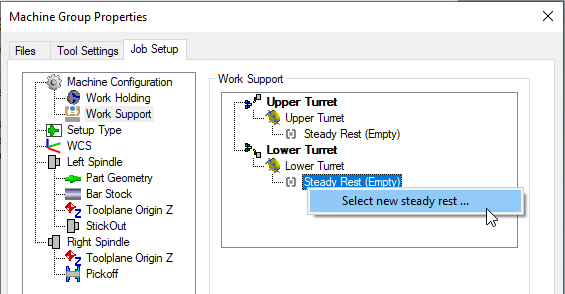 Machine Group Properties
Files
Tool Settings
Job Setup
Machine Configuration
Work Holding
Work Support
Setup Type
WCS
Left Spindle
Part Geometry
Bar Stock
Toolplane Origin Z
StickOut
Right Spindle
Toolplane Origin Z
Pickoff
Work Support
Upper Turret
Upper Turret
Steady Rest (Empty)
Lower Turret
Lower Turret
Steady Rest (Empty)
Select new steady rest ...